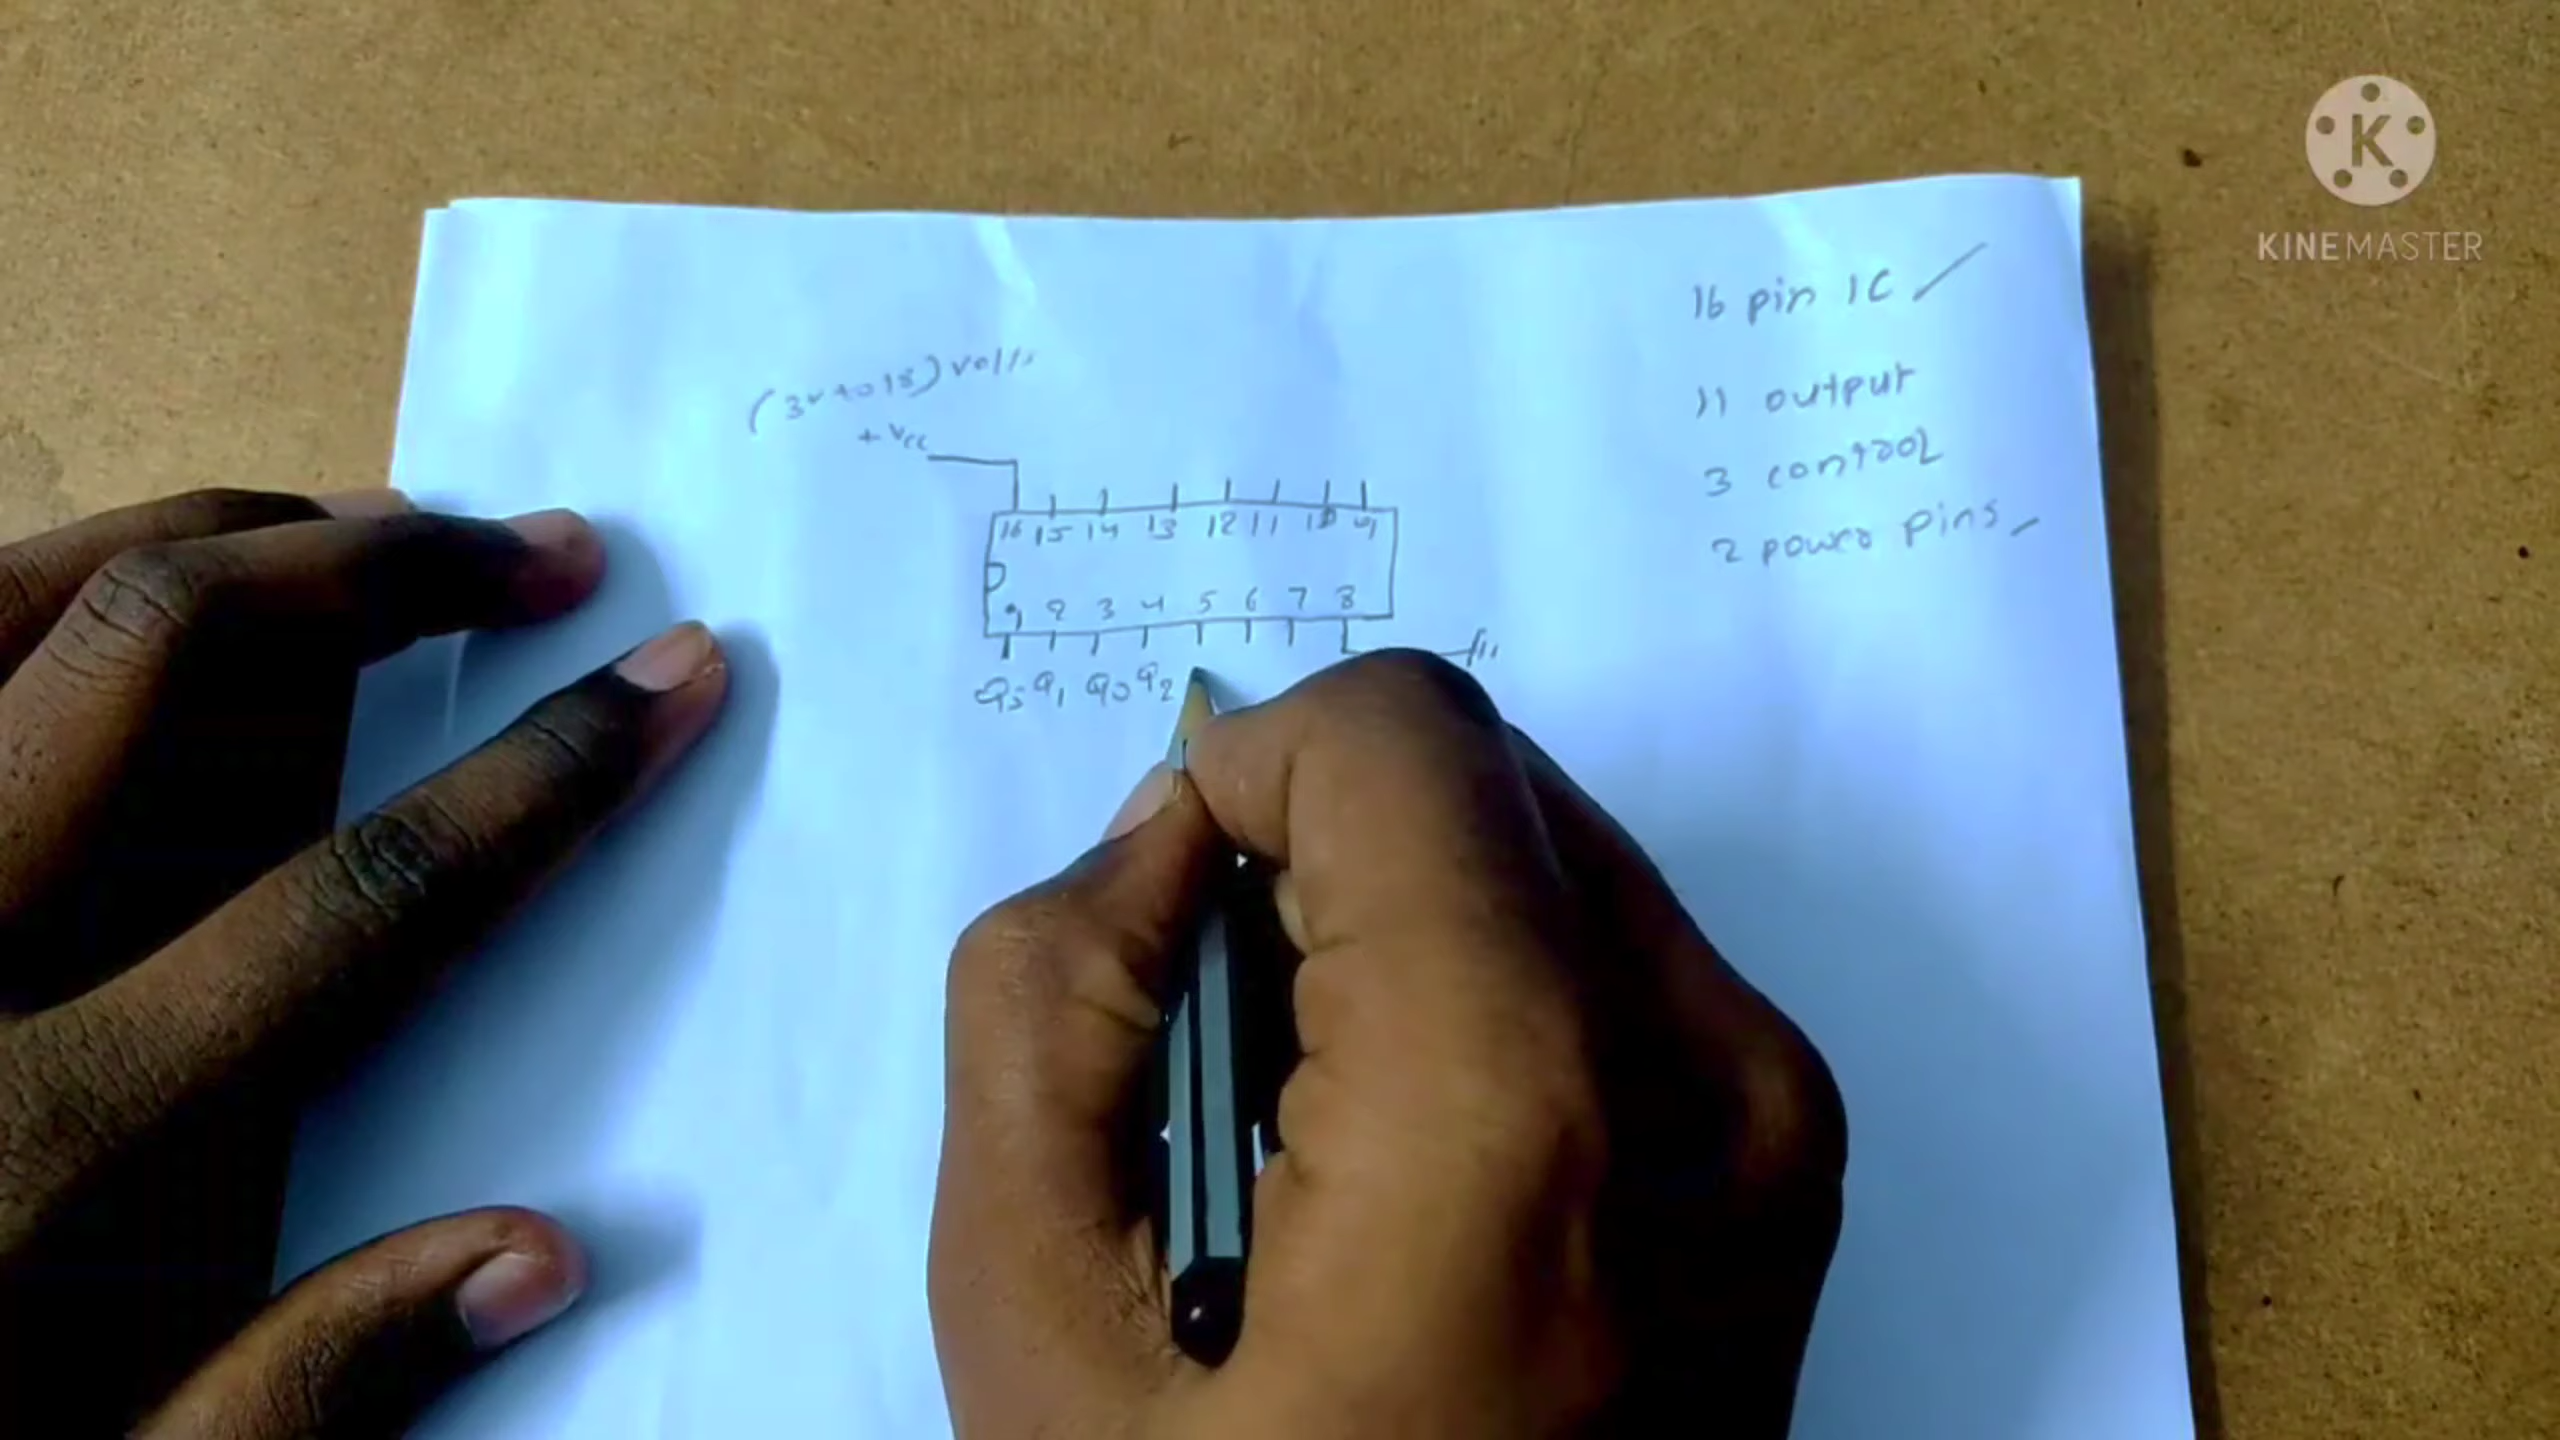 16 pin IC
11 output
3 control
2 power pins
(3v to 18) volts
+Vcc
16 15 14 13 12 11 10 9
1 2 3 4 5 6 7 8
Q5 Q1 Q0 Q2
K
KINEMASTER